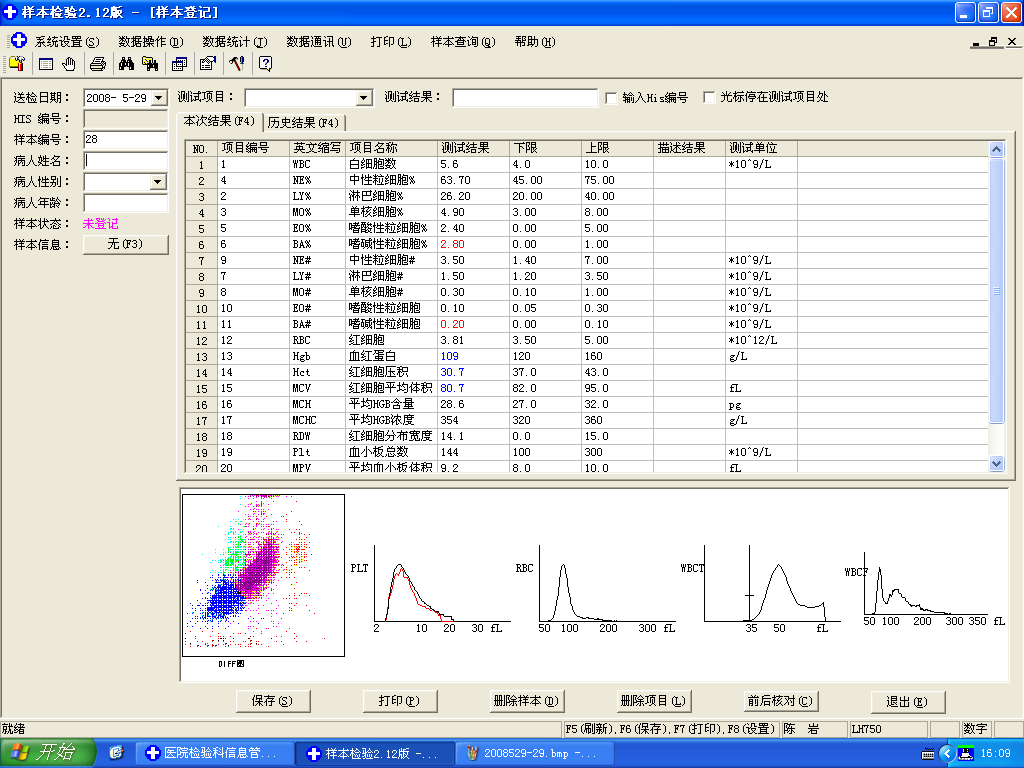 样本检验2.12版 - [样本登记]
系统设置(S) 数据操作(D) 数据统计(T) 数据通讯(U) 打印(L) 样本查询(Q) 帮助(H)
送检日期： 2008- 5-29 测试项目： 测试结果： 输入His编号 光标停在测试项目处
HIS 编号：
样本编号： 28
病人姓名：
病人性别：
病人年龄：
样本状态： 未登记
样本信息： 无(F3)
本次结果(F4) 历史结果(F4)
NO. 项目编号 英文缩写 项目名称 测试结果 下限 上限 描述结果 测试单位
1 1 WBC 白细胞数 5.6 4.0 10.0 *10^9/L
2 4 NE% 中性粒细胞% 63.70 45.00 75.00
3 2 LY% 淋巴细胞% 26.20 20.00 40.00
4 3 MO% 单核细胞% 4.90 3.00 8.00
5 5 EO% 嗜酸性粒细胞% 2.40 0.00 5.00
6 6 BA% 嗜碱性粒细胞% 2.80 0.00 1.00
7 9 NE# 中性粒细胞# 3.50 1.40 7.00 *10^9/L
8 7 LY# 淋巴细胞# 1.50 1.20 3.50 *10^9/L
9 8 MO# 单核细胞# 0.30 0.10 1.00 *10^9/L
10 10 EO# 嗜酸性粒细胞 0.10 0.05 0.30 *10^9/L
11 11 BA# 嗜碱性粒细胞 0.20 0.00 0.10 *10^9/L
12 12 RBC 红细胞 3.81 3.50 5.00 *10^12/L
13 13 Hgb 血红蛋白 109 120 160 g/L
14 14 Hct 红细胞压积 30.7 37.0 43.0
15 15 MCV 红细胞平均体积 80.7 82.0 95.0 fL
16 16 MCH 平均HGB含量 28.6 27.0 32.0 pg
17 17 MCHC 平均HGB浓度 354 320 360 g/L
18 18 RDW 红细胞分布宽度 14.1 0.0 15.0
19 19 Plt 血小板总数 144 100 300 *10^9/L
20 20 MPV 平均血小板体积 9.2 8.0 10.0 fL
DIFF图
PLT
2 10 20 30 fL
RBC
50 100 200 300 fL
WBCT
35 50 fL
WBCF
50 100 200 300 350 fL
保存(S) 打印(P) 删除样本(D) 删除项目(L) 前后核对(C) 退出(E)
就绪 F5(刷新),F6(保存),F7(打印),F8(设置) 陈 岩 LH750 数字
开始 医院检验科信息管... 样本检验2.12版 -... 2008529-29.bmp -... 16:09